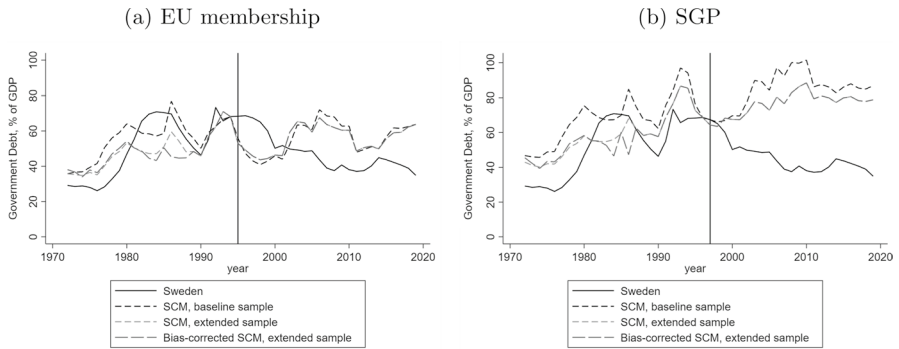 (a) EU membership
Government Debt, % of GDP
100
80
60
40
20
0
1970 1980 1990 2000 2010 2020
year
Sweden
SCM, baseline sample
SCM, extended sample
Bias-corrected SCM, extended sample
(b) SGP
Government Debt, % of GDP
100
80
60
40
20
0
1970 1980 1990 2000 2010 2020
year
Sweden
SCM, baseline sample
SCM, extended sample
Bias-corrected SCM, extended sample